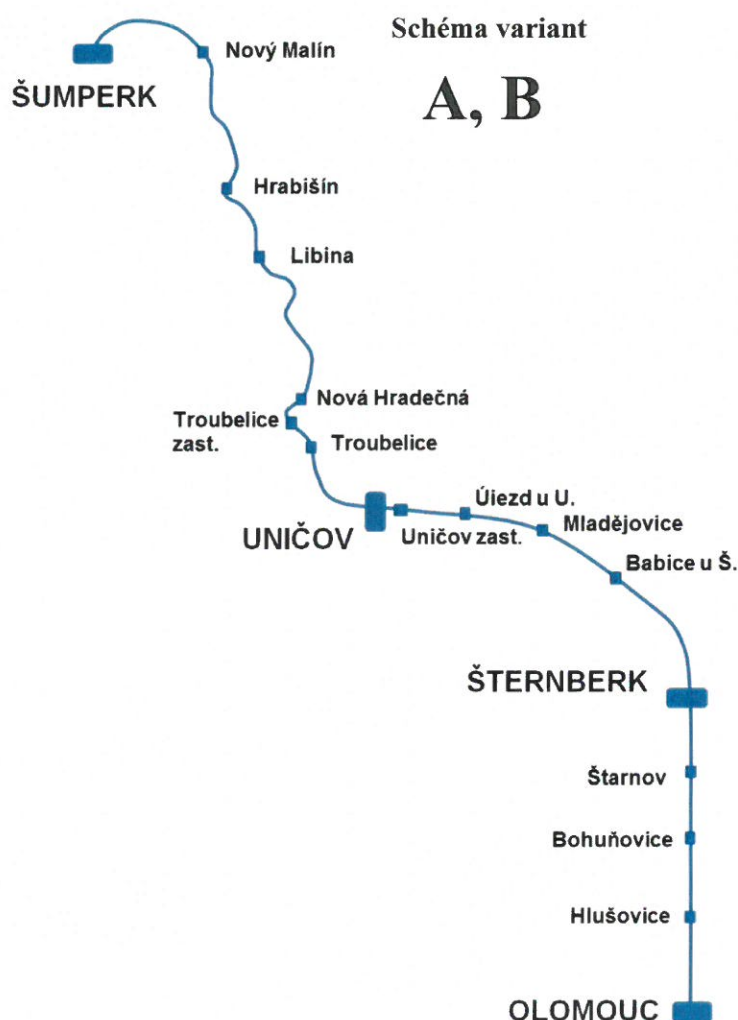 Schéma variant
A, B
Nový Malín
ŠUMPERK
Hrabišín
Libina
Nová Hradečná
Troubelice
zast.
Troubelice
Úiezd u U.
UNIČOV
Uničov zast.
Mladějovice
Babice u Š.
ŠTERNBERK
Štarnov
Bohuňovice
Hlušovice
OLOMOUC